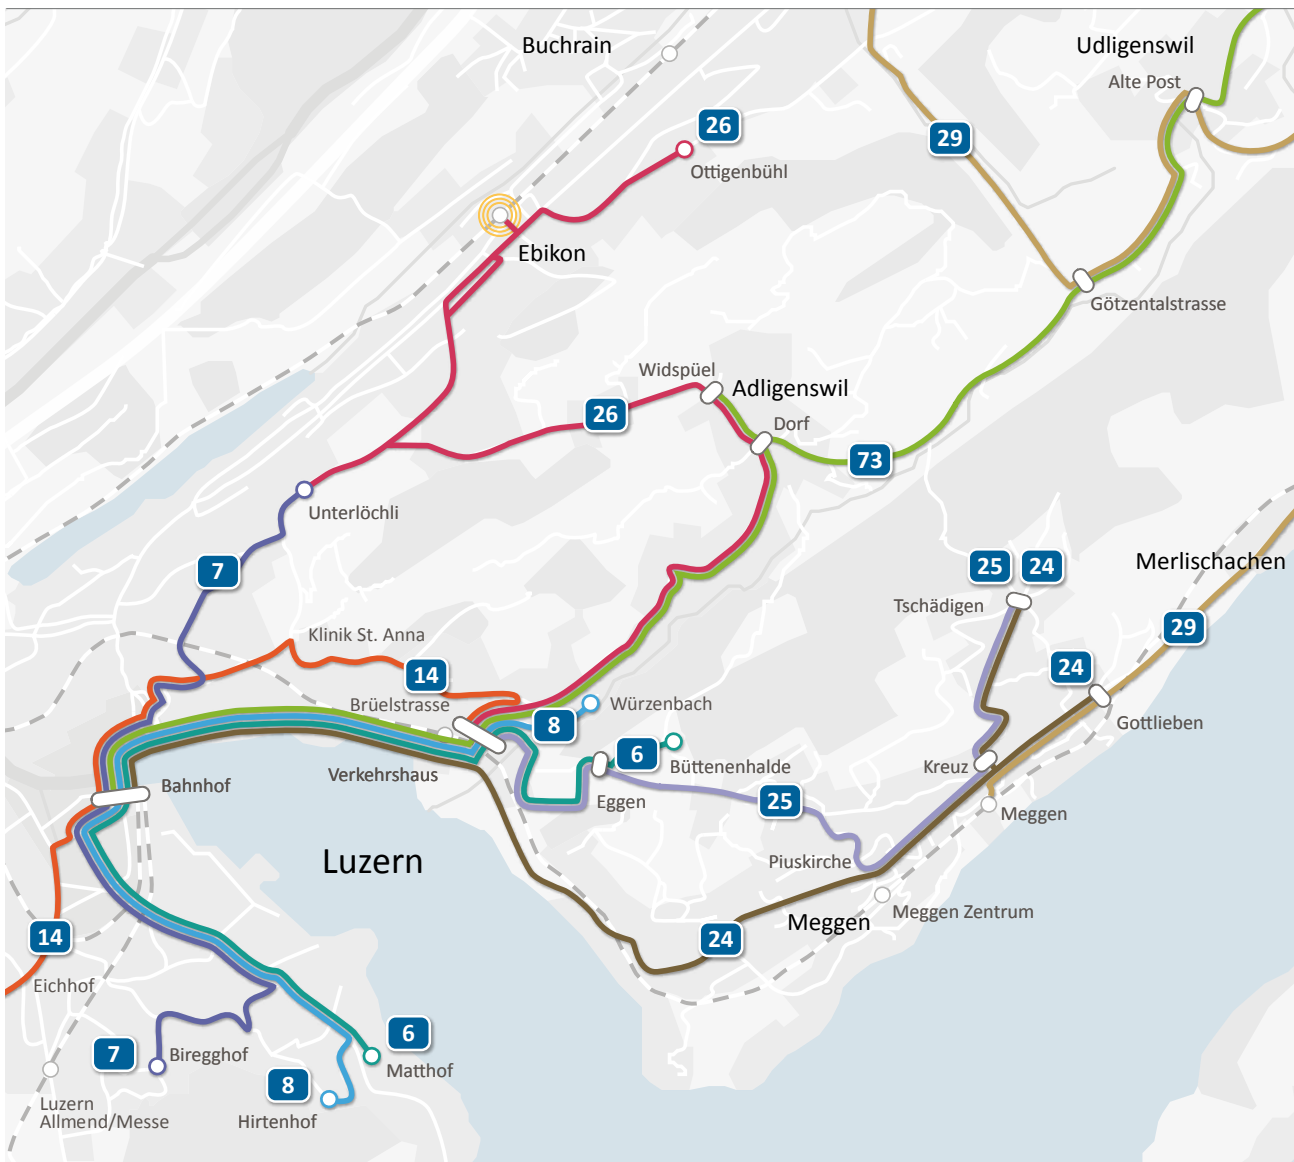 Buchrain
Udligenswil
Alte Post
26
29
Ottigenbühl
Ebikon
Götzentalstrasse
Widspüel
Adligenswil
26
Dorf
73
Unterlöchli
7
25
24
Merlischachen
Tschädigen
29
Klinik St. Anna
14
24
Brüelstrasse
Würzenbach
8
Gottlieben
6
Verkehrshaus
Büttenenhalde
Kreuz
Bahnhof
Eggen
25
Meggen
Luzern
Piuskirche
Meggen Zentrum
Meggen
14
24
Eichhof
6
7
Biregghof
Matthof
8
Luzern
Allmend/Messe
Hirtenhof